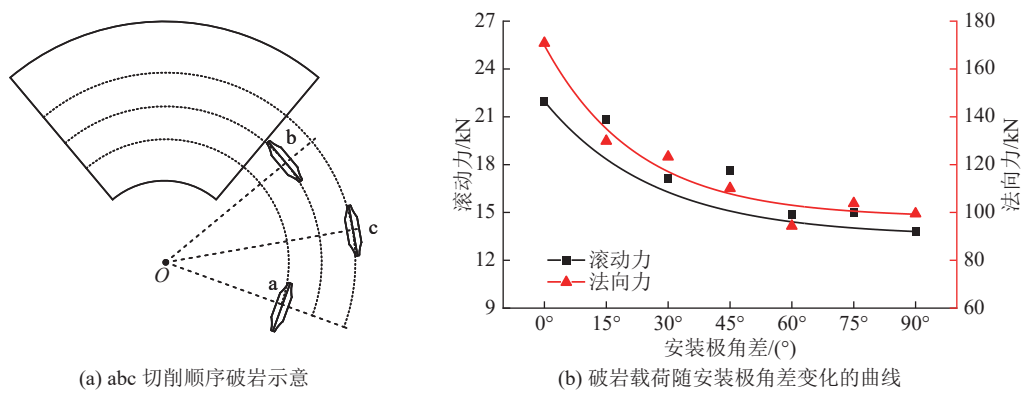 b
c
a
O
(a) abc 切削顺序破岩示意
27
24
21
18
15
12
9
滚动力/kN
180
160
140
120
100
80
60
法向力/kN
滚动力
法向力
0° 15° 30° 45° 60° 75° 90°
安装极角差/(°)
(b) 破岩载荷随安装极角差变化的曲线